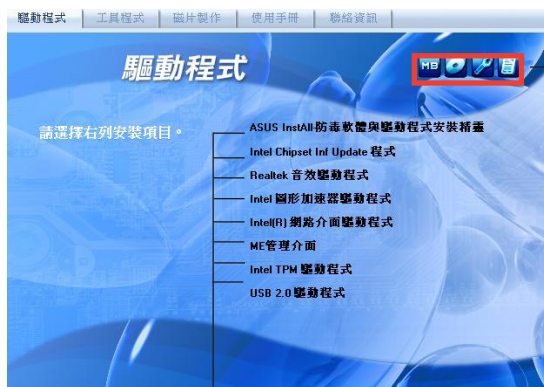 驅動程式 工具程式 磁片製作 使用手冊 聯絡資訊
驅動程式
MB
請選擇右列安裝項目。
ASUS InstAll-防毒軟體與驅動程式安裝精靈
Intel Chipset Inf Update 程式
Realtek 音效驅動程式
Intel 圖形加速器驅動程式
Intel(R) 網路介面驅動程式
ME管理介面
Intel TPM 驅動程式
USB 2.0 驅動程式